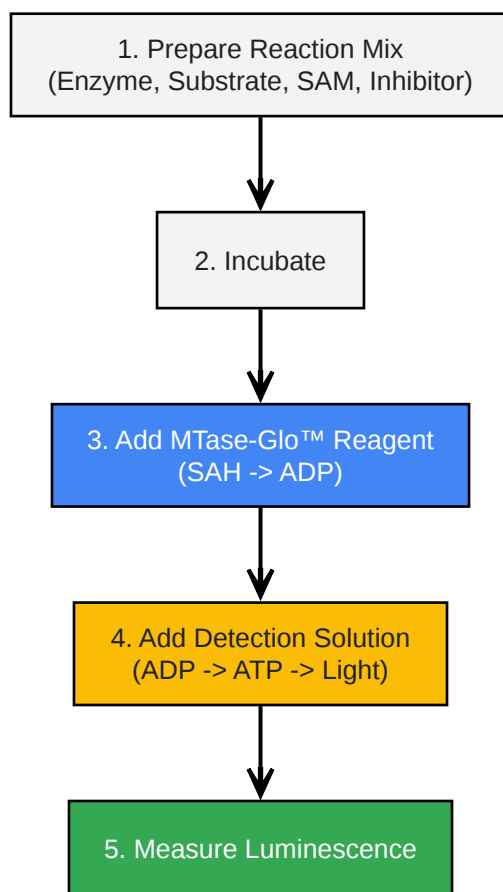 1. Prepare Reaction Mix
(Enzyme, Substrate, SAM, Inhibitor)
2. Incubate
3. Add MTase-Glo™ Reagent
(SAH -> ADP)
4. Add Detection Solution
(ADP -> ATP -> Light)
5. Measure Luminescence